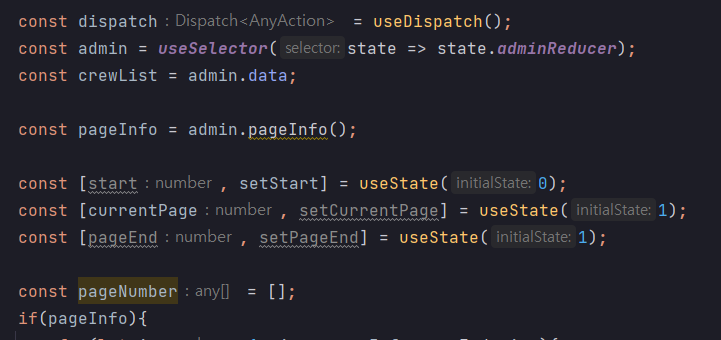 const dispatch : Dispatch<AnyAction> = useDispatch();
const admin = useSelector( selector: state => state.adminReducer);
const crewList = admin.data;
const pageInfo = admin.pageInfo();
const [start : number , setStart] = useState( initialState: 0);
const [currentPage : number , setCurrentPage] = useState( initialState: 1);
const [pageEnd : number , setPageEnd] = useState( initialState: 1);
const pageNumber : any[] = [];
if(pageInfo){